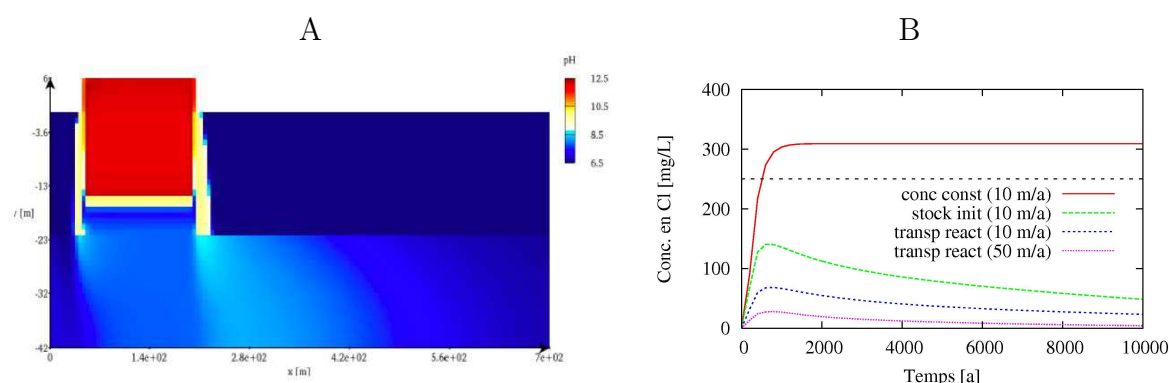 A
B
pH
12.5
10.5
8.5
6.5
6
-3.6
-13
-23
-32
-42
/ [m]
0
1.4e+02
2.8e+02
4.2e+02
5.6e+02
7e+02
x [m]
Conc. en Cl [mg/L]
400
300
200
100
0
conc const (10 m/a)
stock init (10 m/a)
transp react (10 m/a)
transp react (50 m/a)
0
2000
4000
6000
8000
10000
Temps [a]